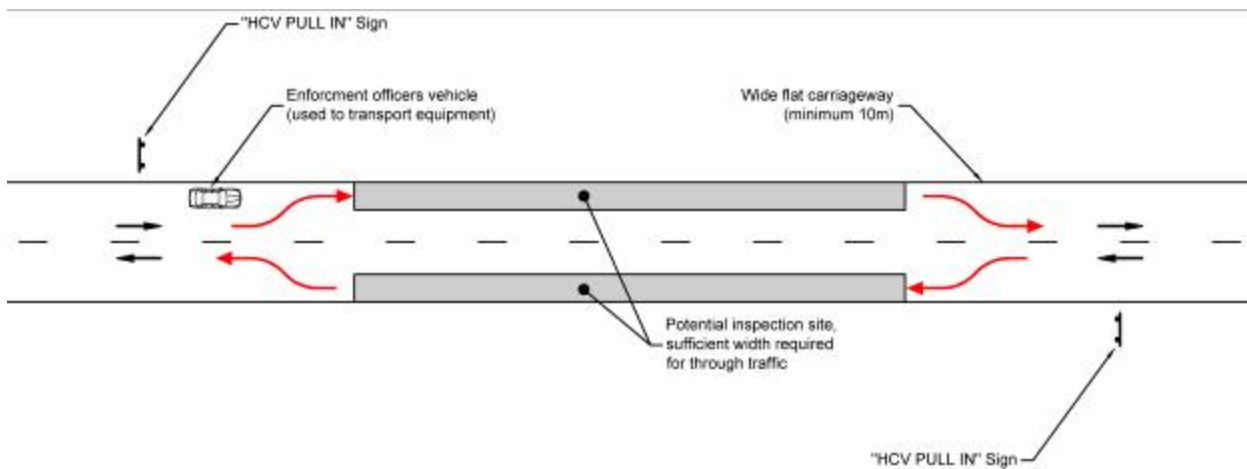 "HCV PULL IN" Sign
Enforcment officers vehicle
(used to transport equipment)
Wide flat carriageway
(minimum 10m)
Potential inspection site,
sufficient width required
for through traffic
"HCV PULL IN" Sign